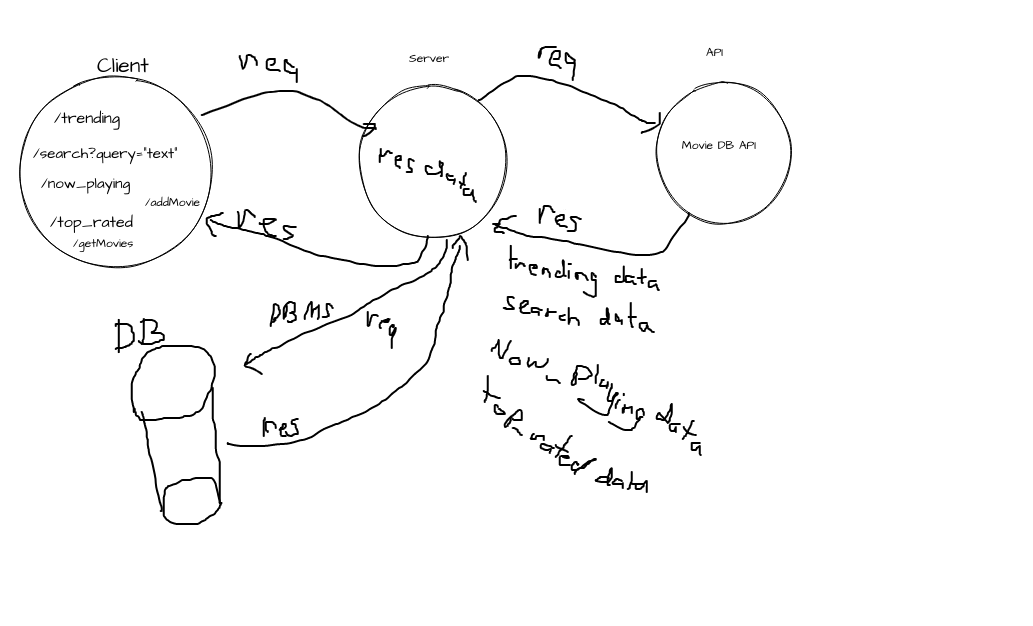 Client
req
Server
req
API
/trending
/search?query="text"
/now_playing
/addMovie
/top_rated
/getMovies
res data
Movie DB API
res
res
trending data
search data
Now_Playing data
top_rated data
DBMS
req
DB
res